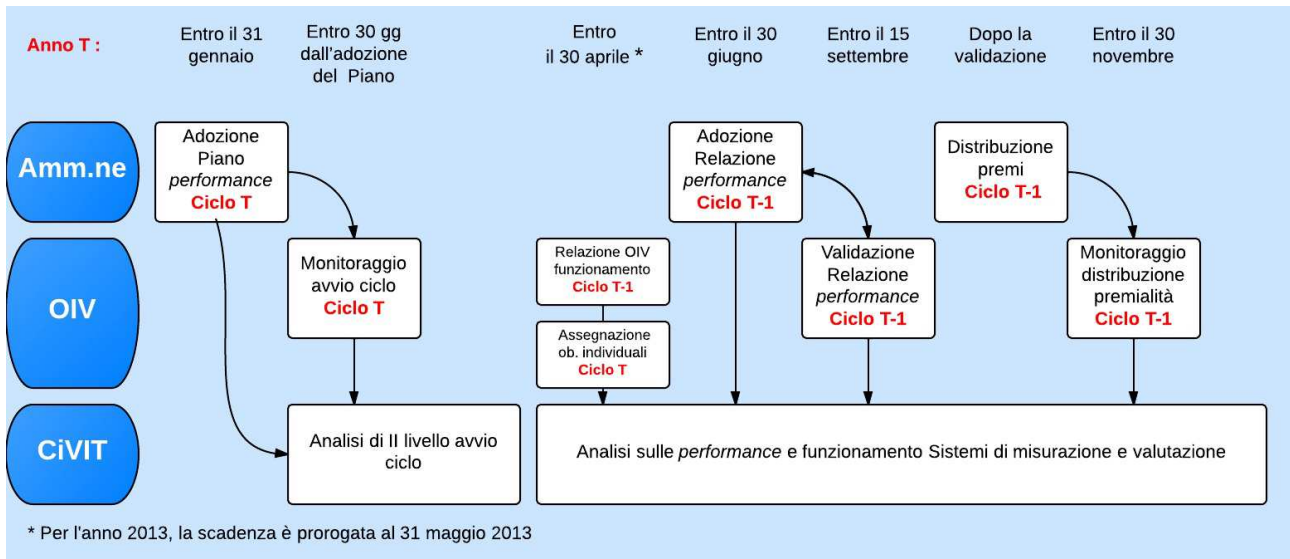 Anno T :
Entro il 31
gennaio
Entro 30 gg
dall'adozione
del Piano
Entro
il 30 aprile *
Entro il 30
giugno
Entro il 15
settembre
Dopo la
validazione
Entro il 30
novembre
Amm.ne
Adozione
Piano
performance
Ciclo T
Adozione
Relazione
performance
Ciclo T-1
Distribuzione
premi
Ciclo T-1
OIV
Monitoraggio
avvio ciclo
Ciclo T
Relazione OIV
funzionamento
Ciclo T-1
Assegnazione
ob. individuali
Ciclo T
Validazione
Relazione
performance
Ciclo T-1
Monitoraggio
distribuzione
premialità
Ciclo T-1
CiVIT
Analisi di II livello avvio
ciclo
Analisi sulle performance e funzionamento Sistemi di misurazione e valutazione
* Per l'anno 2013, la scadenza è prorogata al 31 maggio 2013